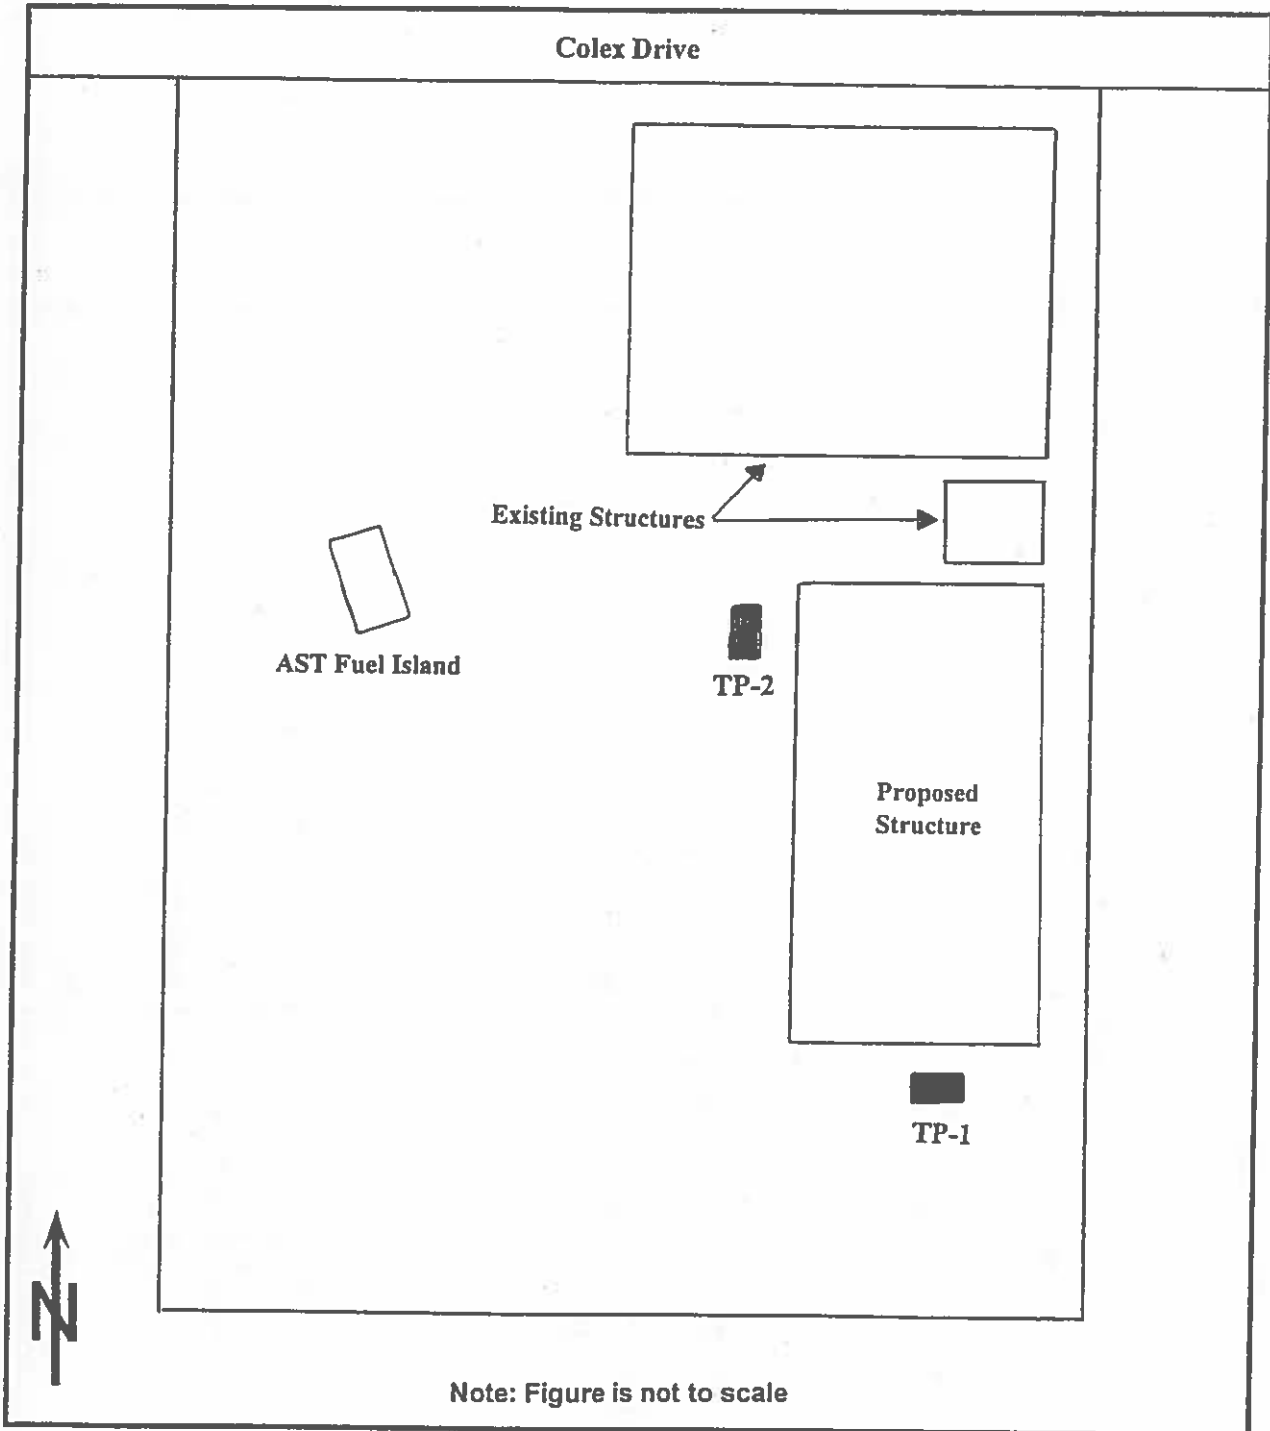 Colex Drive
Existing Structures
AST Fuel Island
TP-2
Proposed
Structure
TP-1
N
Note: Figure is not to scale